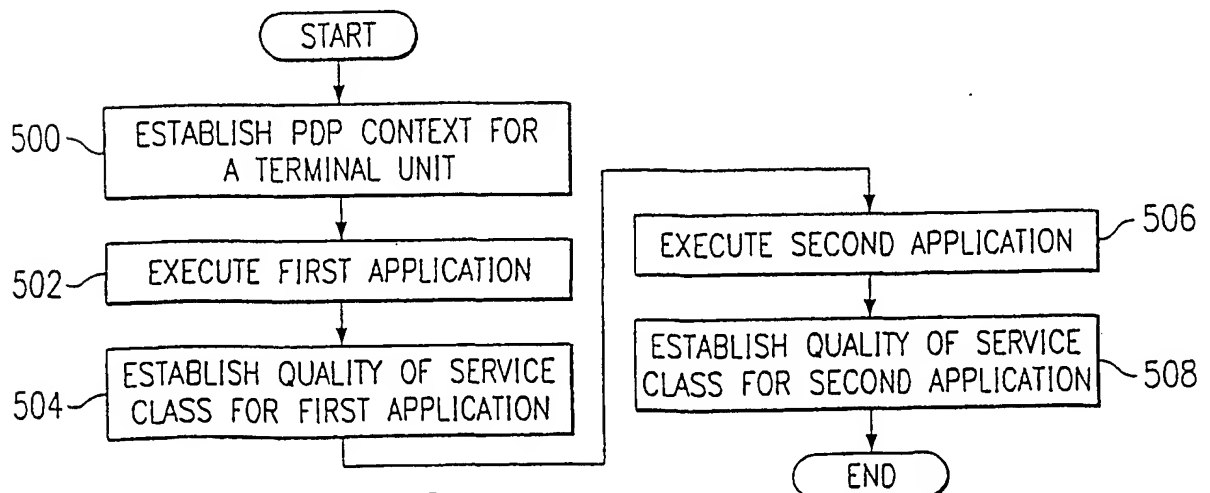 START
500
ESTABLISH PDP CONTEXT FOR
A TERMINAL UNIT
502
EXECUTE FIRST APPLICATION
504
ESTABLISH QUALITY OF SERVICE
CLASS FOR FIRST APPLICATION
EXECUTE SECOND APPLICATION
506
ESTABLISH QUALITY OF SERVICE
CLASS FOR SECOND APPLICATION
508
END